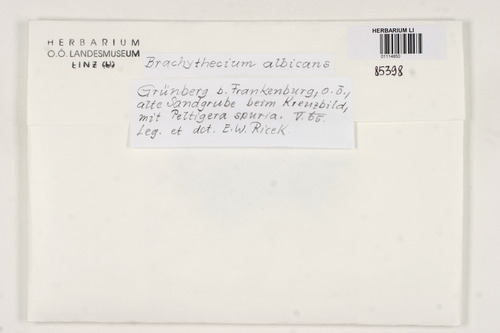 HERBARIUM
O.Ö. LANDESMUSEUM
LINZ (LI)
HERBARIUM LI
01114650
85398
Brachythecium albicans
Grünberg b. Frankenburg, O.Ö.,
alte Sandgrube beim Kreuzbild,
mit Peltigera spuria. V.
Leg. et det. E.W. Ricek